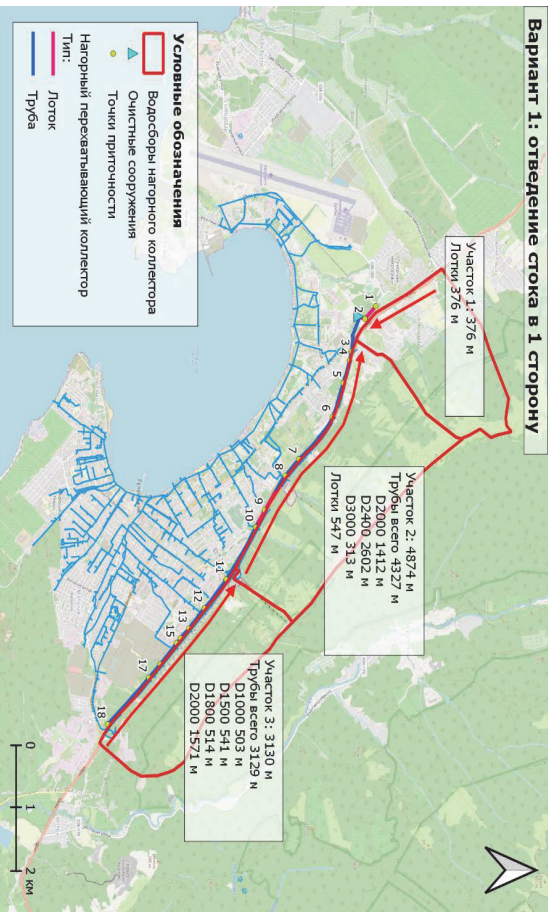 Вариант 1: отведение стока в 1 сторону
Участок 1: 376 м
Лотки 376 м
Участок 2: 4874 м
Трубы всего 4327 м
D2000 1412 м
D2400 2602 м
D3000 313 м
Лотки 547 м
Участок 3: 3130 м
Трубы всего 3129 м
D1000 503 м
D1500 541 м
D1800 514 м
D2000 1571 м
1
2
3
4
5
6
7
8
9
10
11
12
13
15
17
18
Условные обозначения
Водосборы нагорного коллектора
Очистные сооружения
Точки приточности
Нагорный перехватывающий коллектор
Тип:
Лоток
Труба
0 1 2 км